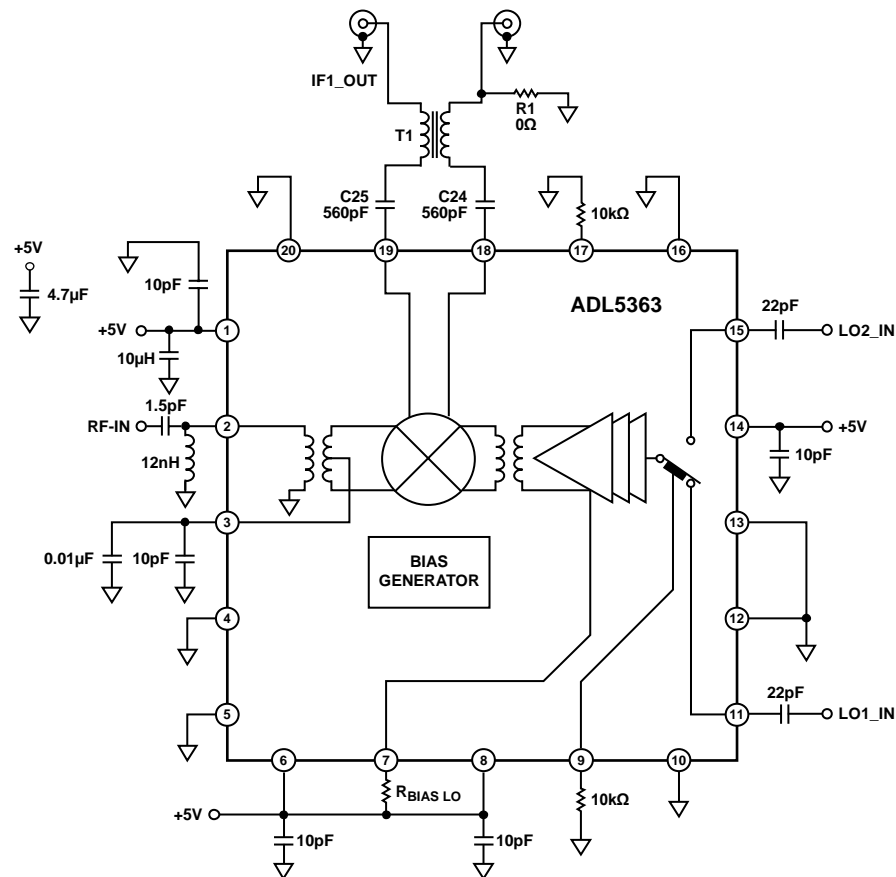 IF1_OUT
R1
0Ω
T1
C25
560pF
C24
560pF
10kΩ
+5V
4.7µF
10pF
20
19
18
17
16
ADL5363
+5V
1
10µH
22pF
15
LO2_IN
1.5pF
RF-IN
2
12nH
14
+5V
10pF
3
13
0.01µF
10pF
BIAS
GENERATOR
4
12
5
22pF
11
LO1_IN
6
7
8
9
10
RBIAS LO
10kΩ
+5V
10pF
10pF